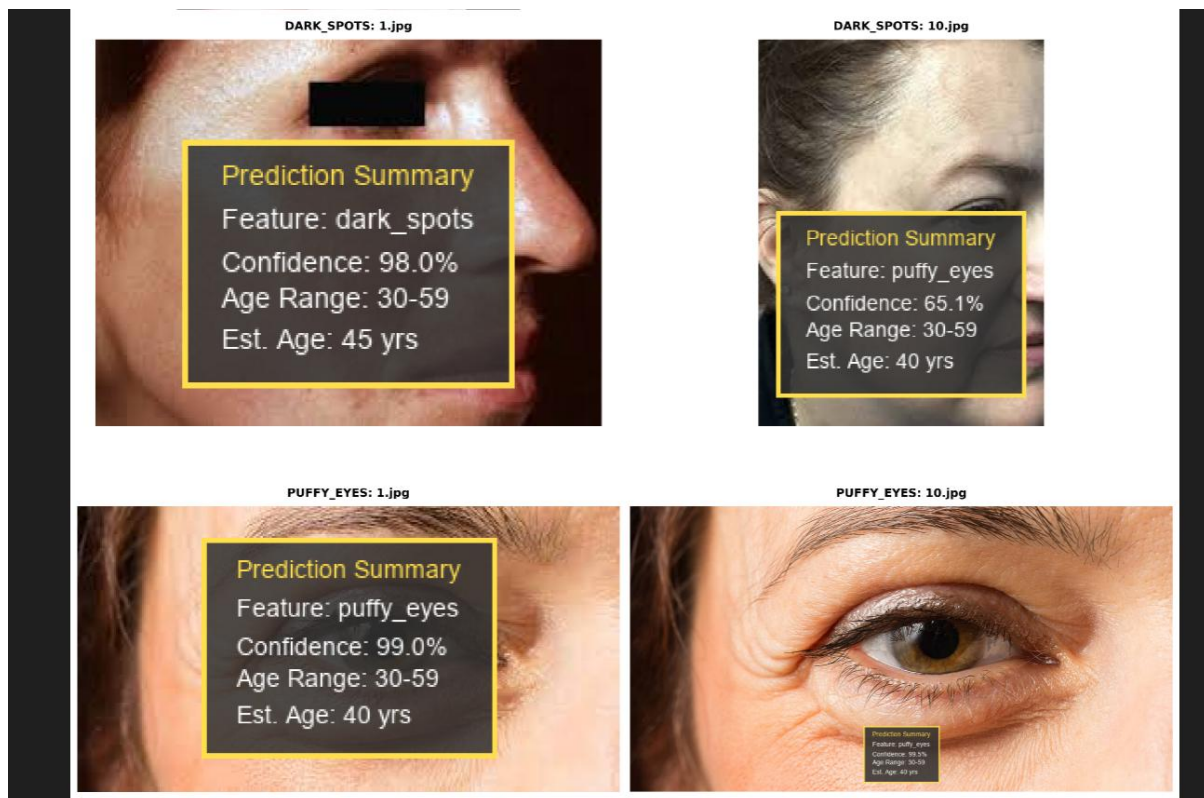 DARK_SPOTS: 1.jpg
Prediction Summary
Feature: dark_spots
Confidence: 98.0%
Age Range: 30-59
Est. Age: 45 yrs
DARK_SPOTS: 10.jpg
Prediction Summary
Feature: puffy_eyes
Confidence: 65.1%
Age Range: 30-59
Est. Age: 40 yrs
PUFFY_EYES: 1.jpg
Prediction Summary
Feature: puffy_eyes
Confidence: 99.0%
Age Range: 30-59
Est. Age: 40 yrs
PUFFY_EYES: 10.jpg
Prediction Summary
Feature: puffy_eyes
Confidence: 99.5%
Age Range: 30-59
Est. Age: 40 yrs